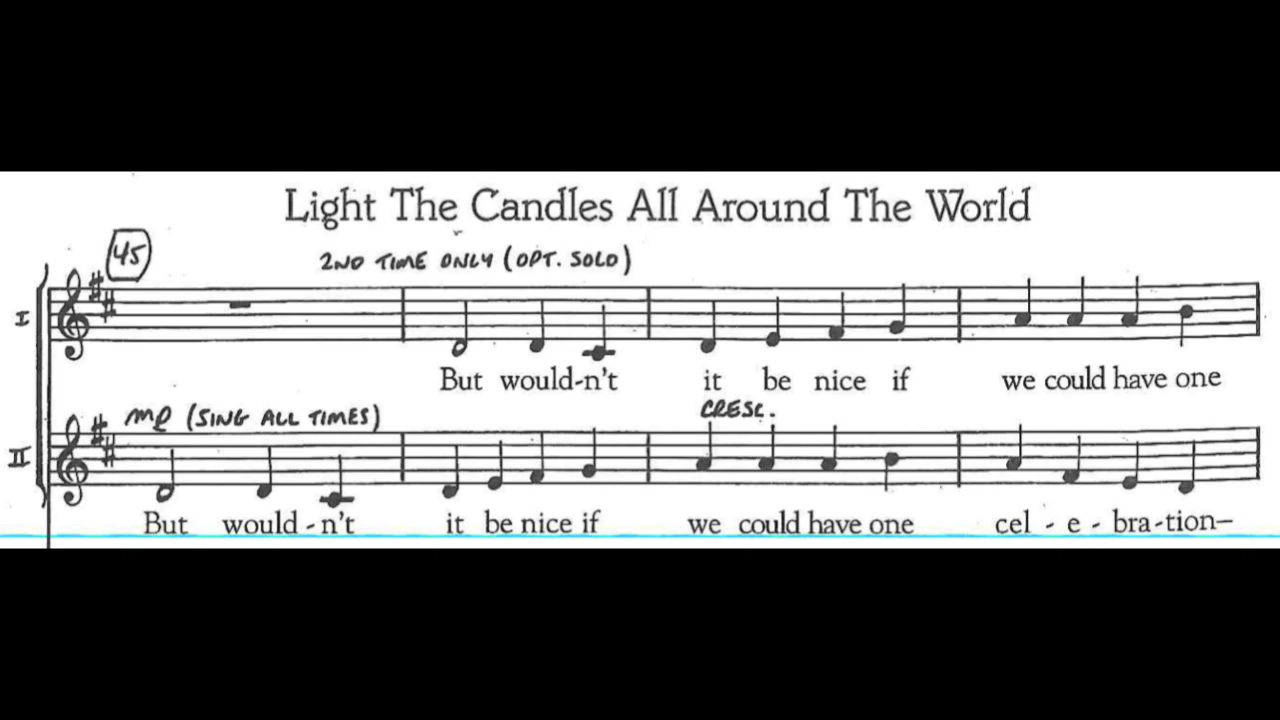 Light The Candles All Around The World
45
2ND TIME ONLY (OPT. SOLO)
I
But would-n't it be nice if we could have one
mp (SING ALL TIMES) CRESC.
II
But would - n't it be nice if we could have one cel - e - bra-tion–